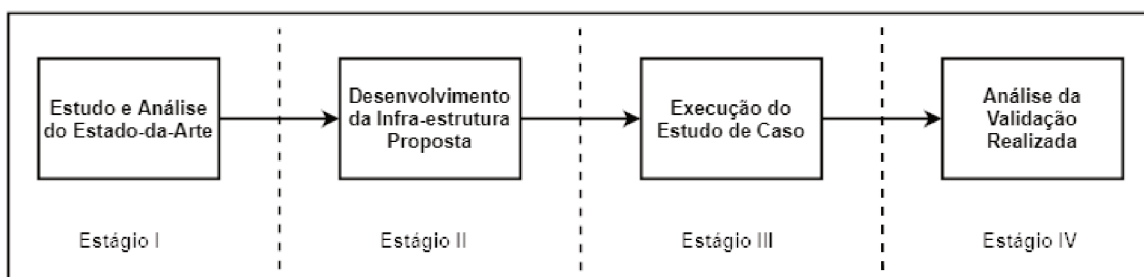 Estudo e Análise
do Estado-da-Arte
Desenvolvimento
da Infra-estrutura
Proposta
Execução do
Estudo de Caso
Análise da
Validação
Realizada
Estágio I
Estágio II
Estágio III
Estágio IV